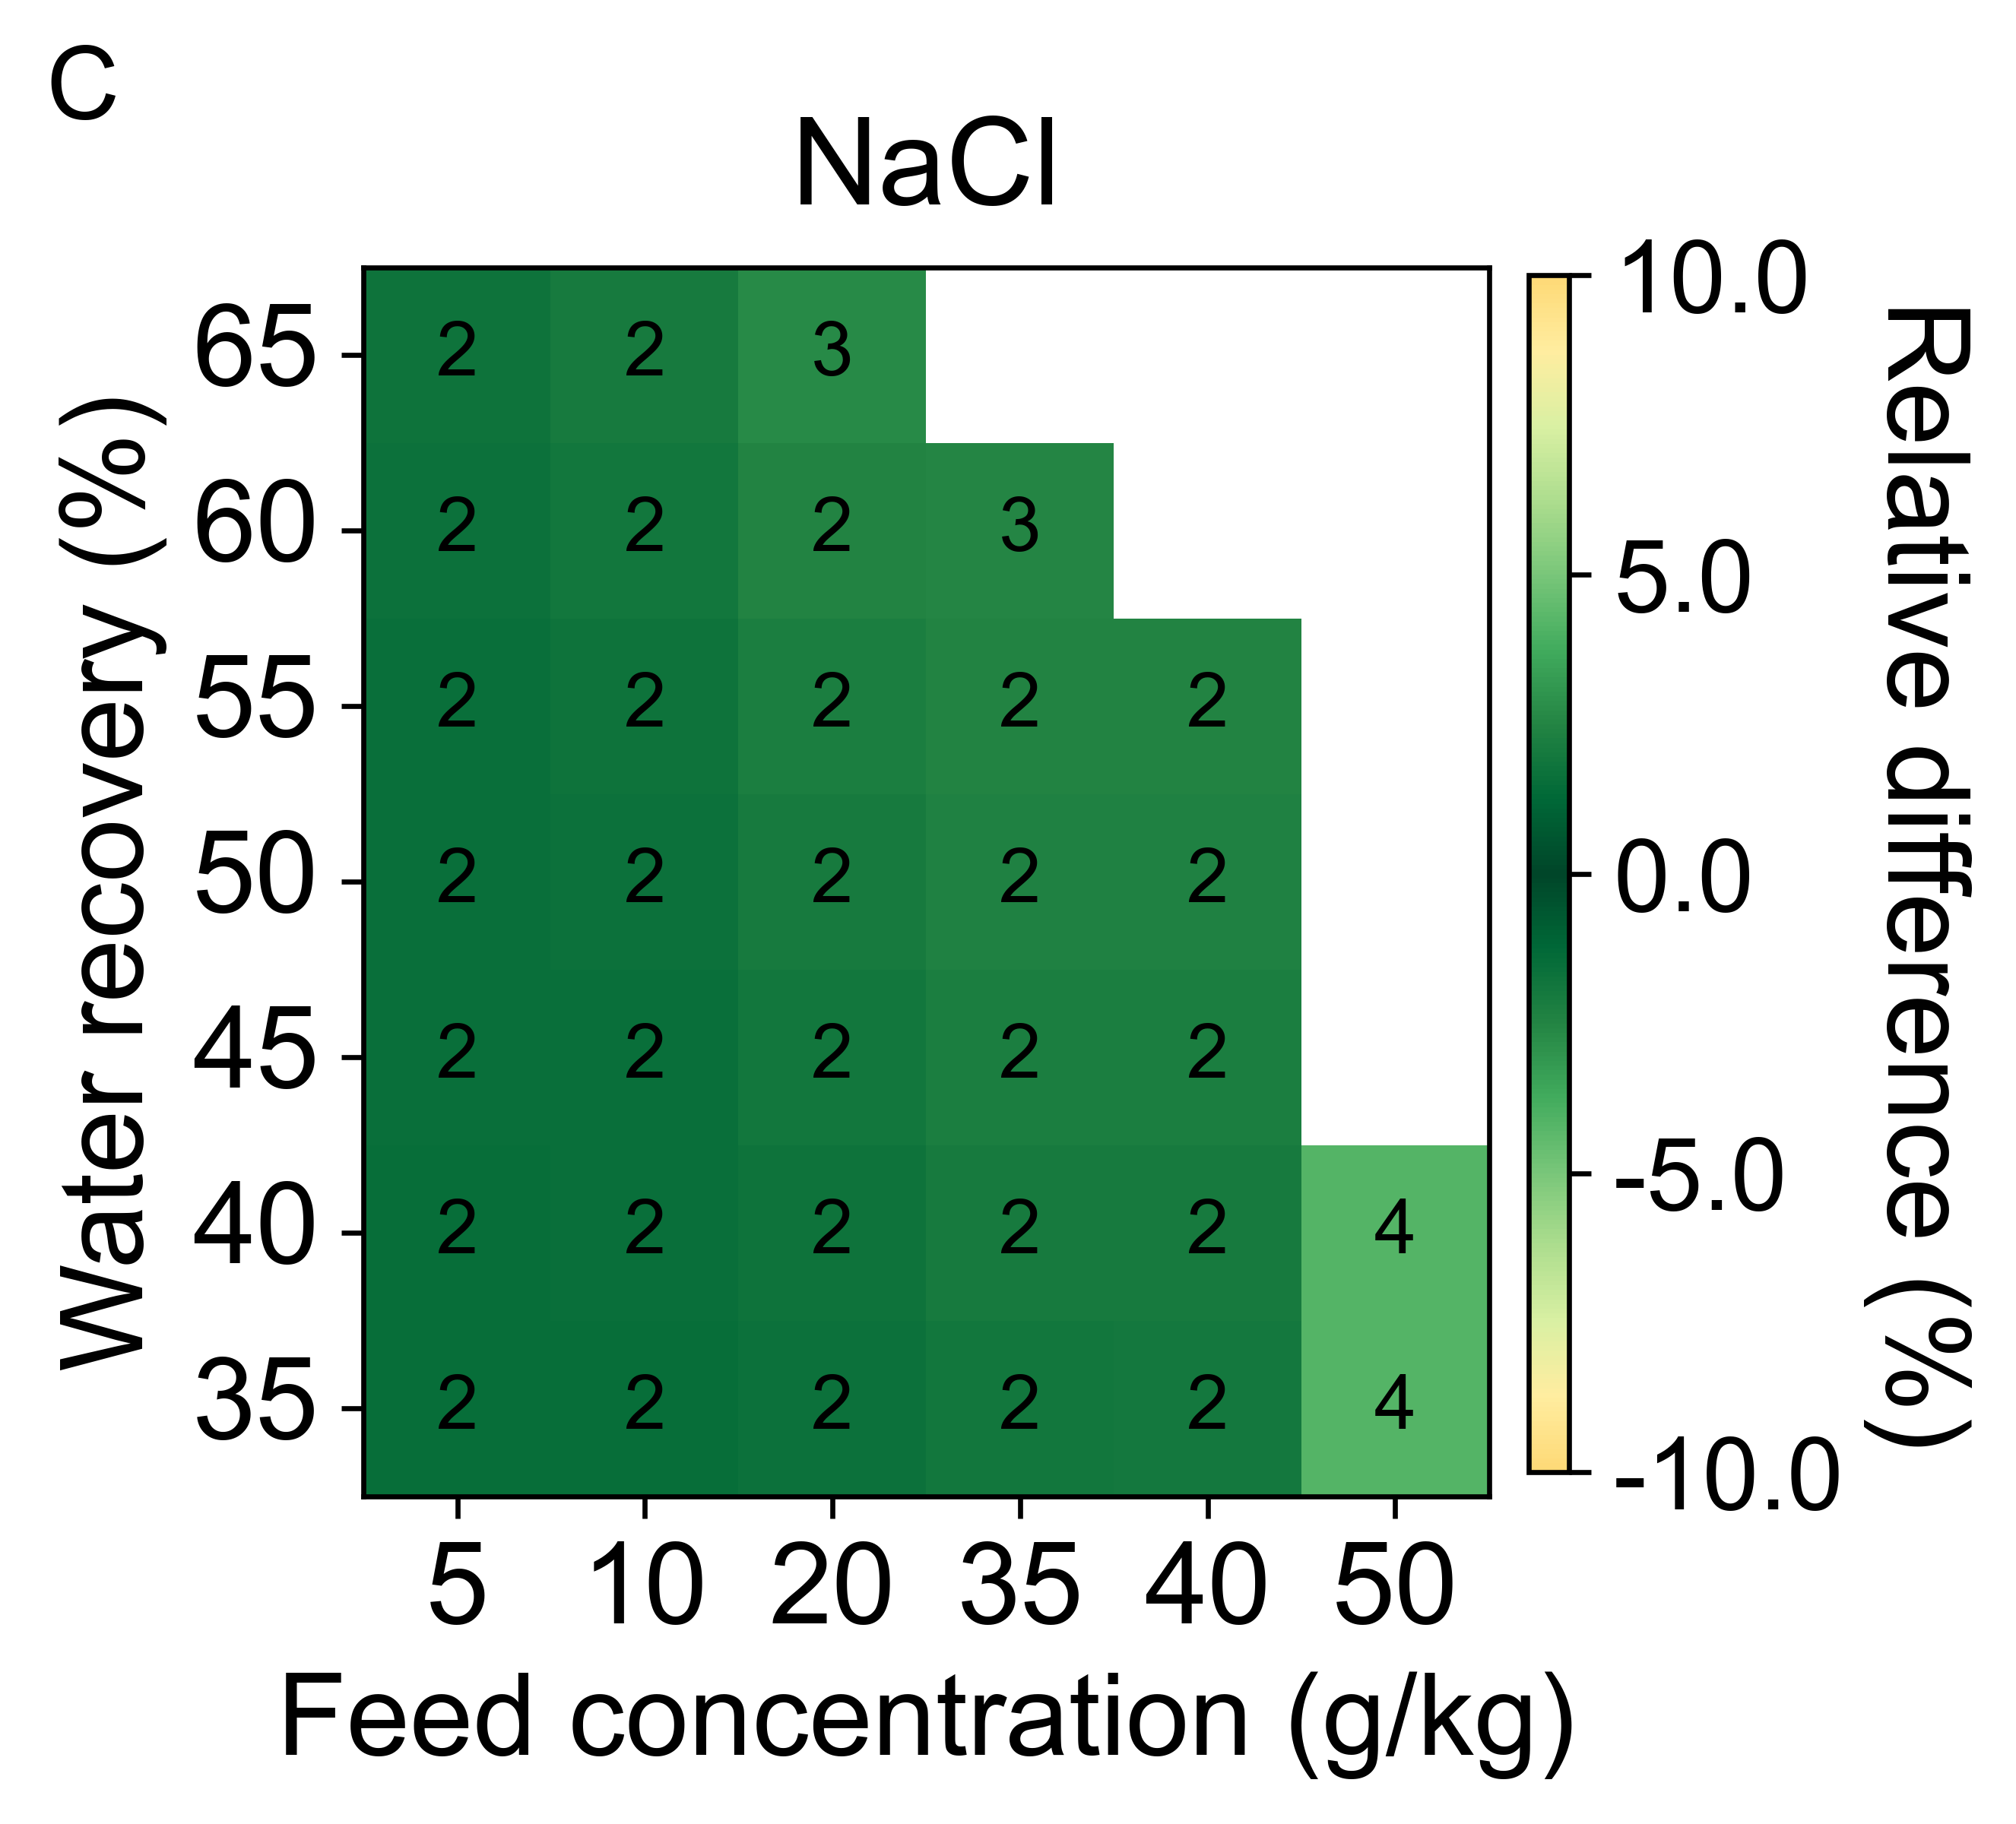 C
NaCl
65 2 2 3
60 2 2 2 3
55 2 2 2 2 2
50 2 2 2 2 2
45 2 2 2 2 2
40 2 2 2 2 2 4
35 2 2 2 2 2 4
5 10 20 35 40 50
Feed concentration (g/kg)
Water recovery (%)
10.0
5.0
0.0
-5.0
-10.0
Relative difference (%)